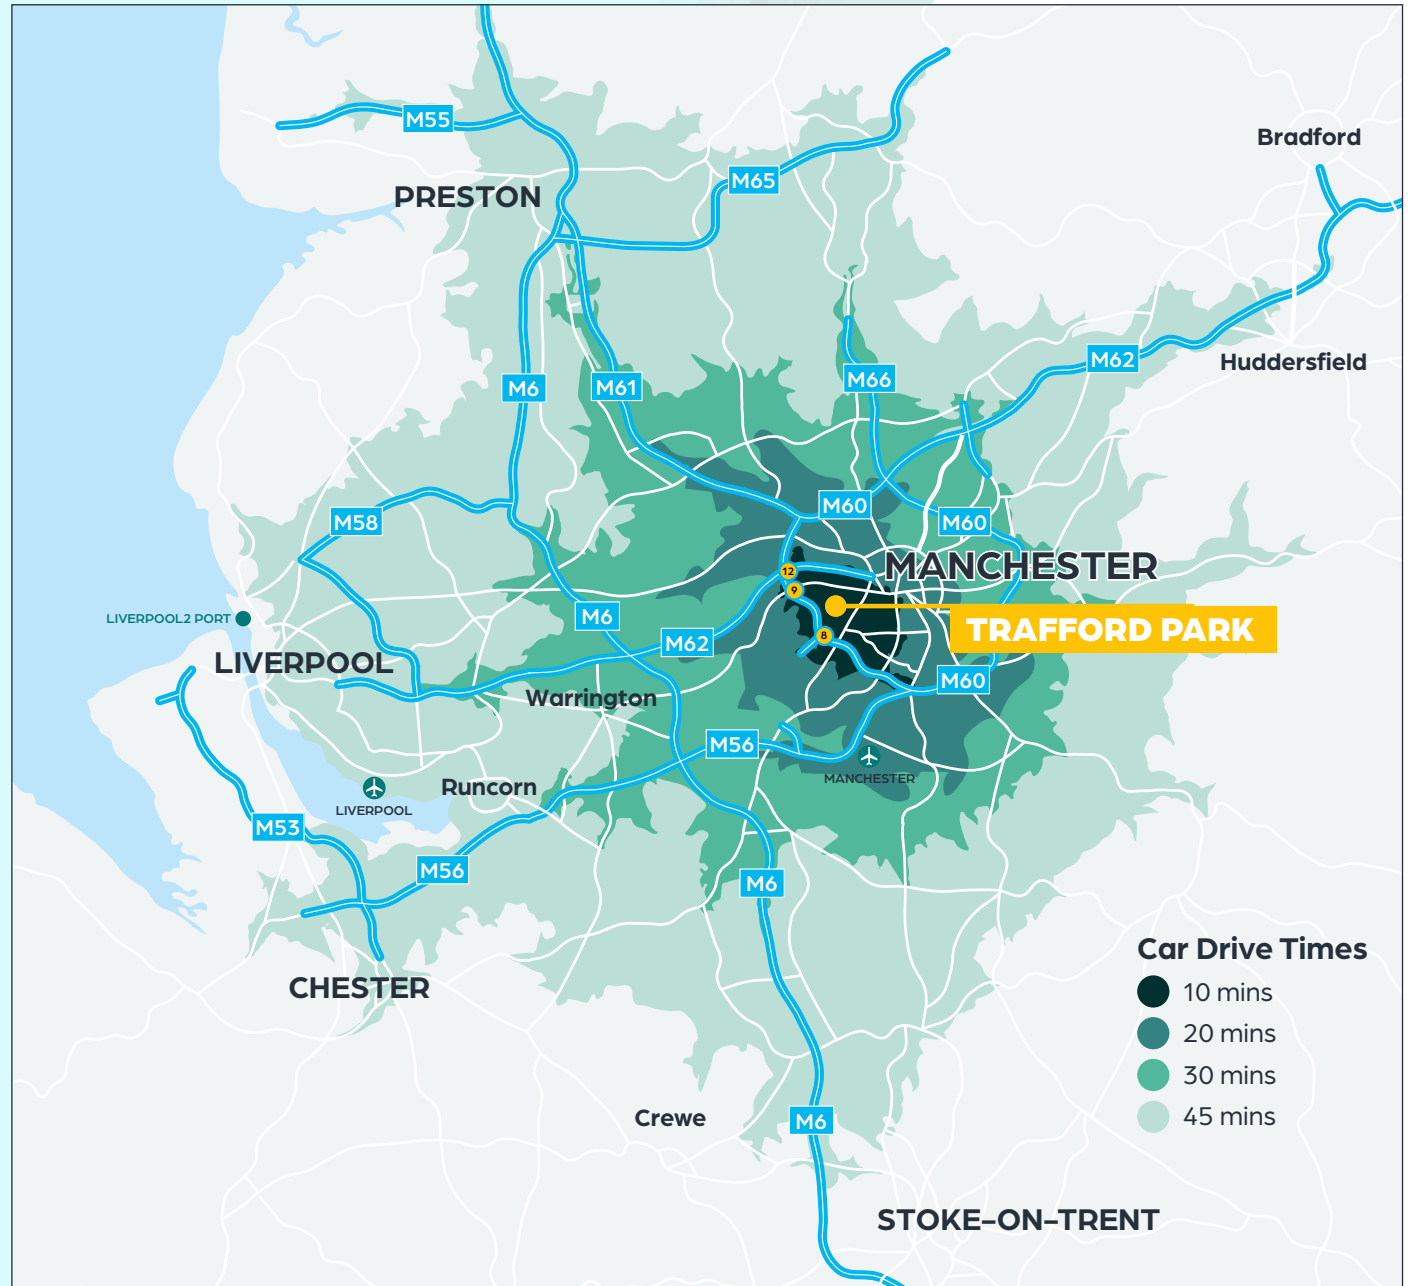 M55
Bradford
M65
PRESTON
M62
Huddersfield
M6
M61
M66
M60
M58
M60
MANCHESTER
12
9
LIVERPOOL2 PORT
M6
TRAFFORD PARK
8
M62
LIVERPOOL
M60
Warrington
M56
MANCHESTER
Runcorn
LIVERPOOL
M53
M56
M6
Car Drive Times
10 mins
20 mins
30 mins
45 mins
CHESTER
Crewe
M6
STOKE-ON-TRENT